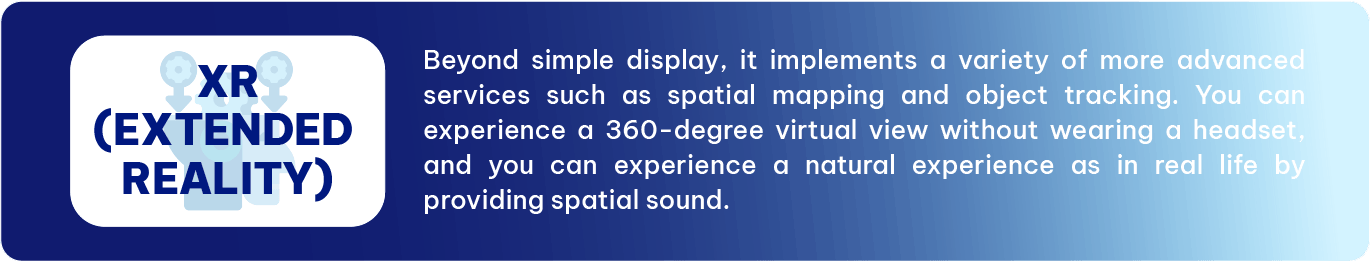 XR
(EXTENDED
REALITY)
Beyond simple display, it implements a variety of more advanced
services such as spatial mapping and object tracking. You can
experience a 360-degree virtual view without wearing a headset,
and you can experience a natural experience as in real life by
providing spatial sound.